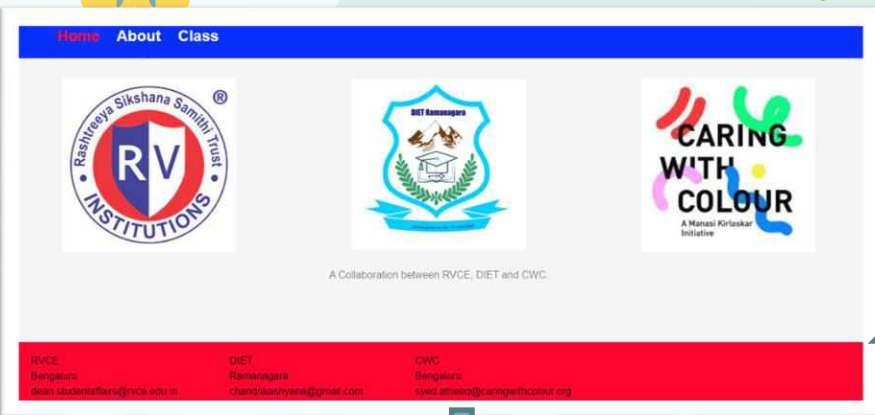 Home About Class
Rashtreeya Sikshana Samithi Trust
®
RV
INSTITUTIONS
DIET Ramanagara
CARING
WITH
COLOUR
A Manasi Kirloskar
Initiative
A Collaboration between RVCE, DIET and CWC.
RVCE DIET CWC
Bengaluru Ramanagara Bengaluru
dean.studentaffairs@rvce.edu.in chandrikashyana@gmail.com syed.atheeq@caringwithcolour.org